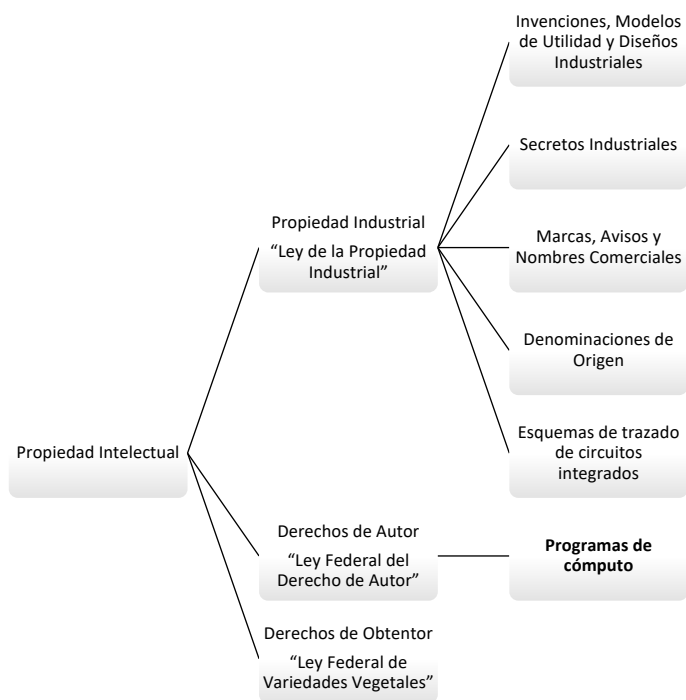 Invenciones, Modelos
de Utilidad y Diseños
Industriales
Secretos Industriales
Propiedad Industrial
“Ley de la Propiedad
Industrial”
Marcas, Avisos y
Nombres Comerciales
Denominaciones de
Origen
Esquemas de trazado
de circuitos
integrados
Propiedad Intelectual
Derechos de Autor
“Ley Federal del
Derecho de Autor”
Programas de
cómputo
Derechos de Obtentor
“Ley Federal de
Variedades Vegetales”